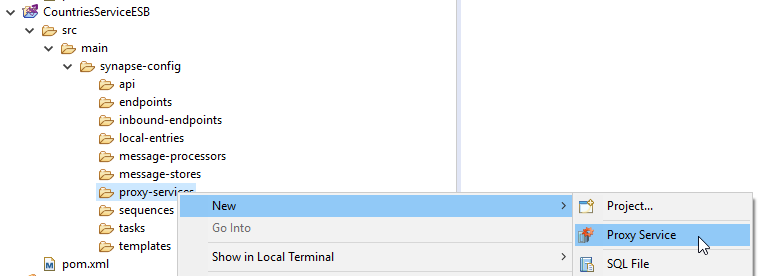 CountriesServiceESB
src
main
synapse-config
api
endpoints
inbound-endpoints
local-entries
message-processors
message-stores
proxy-services
sequences
tasks
templates
pom.xml
New
Go Into
Show in Local Terminal
Project...
Proxy Service
SQL File